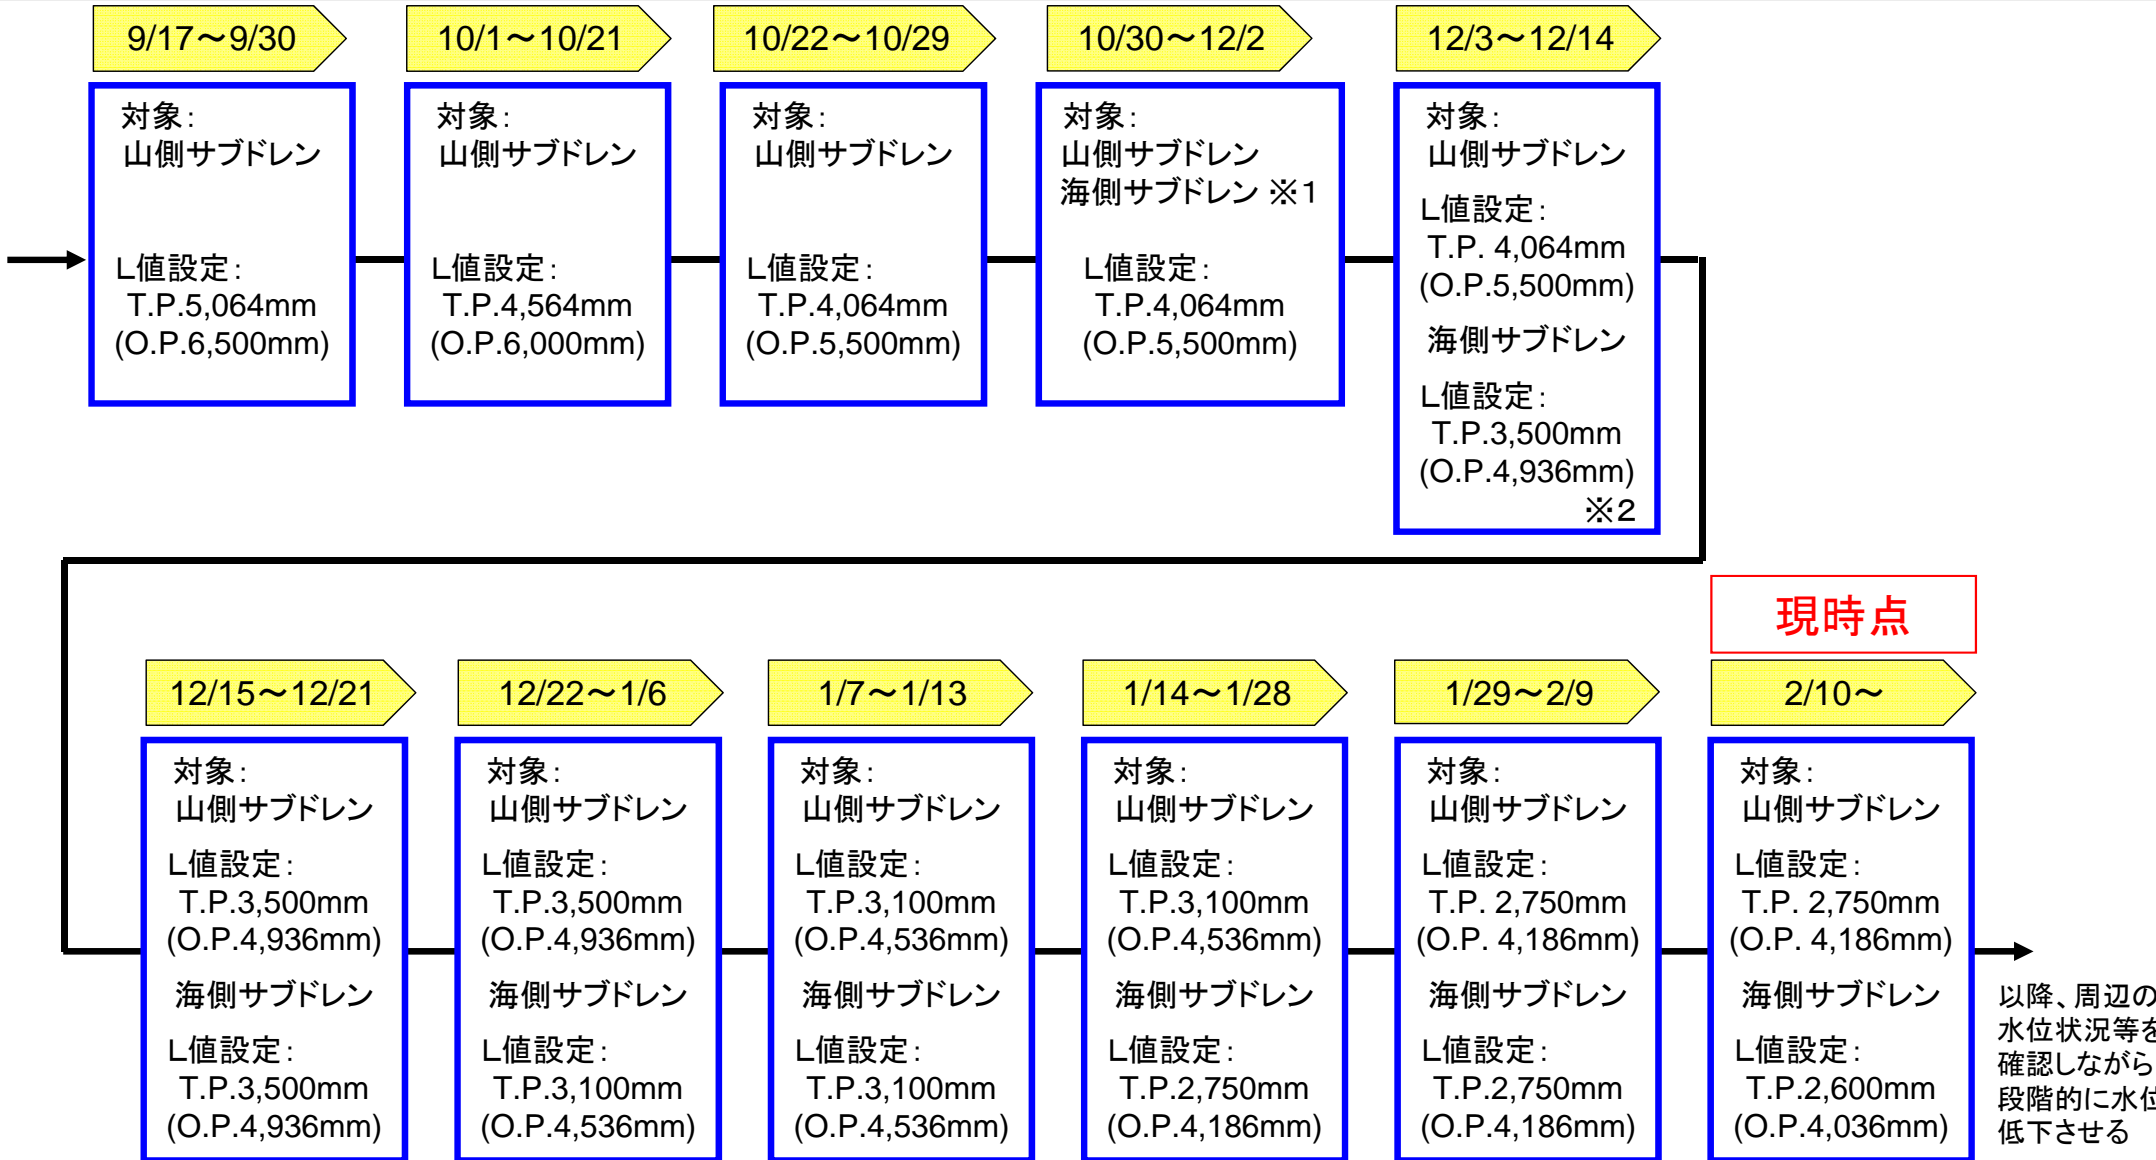 9/17～9/30
対象：
山側サブドレン
L値設定：
T.P.5,064mm
(O.P.6,500mm)
10/1～10/21
対象：
山側サブドレン
L値設定：
T.P.4,564mm
(O.P.6,000mm)
10/22～10/29
対象：
山側サブドレン
L値設定：
T.P.4,064mm
(O.P.5,500mm)
10/30～12/2
対象：
山側サブドレン
海側サブドレン ※1
L値設定：
T.P.4,064mm
(O.P.5,500mm)
12/3～12/14
対象：
山側サブドレン
L値設定：
T.P. 4,064mm
(O.P.5,500mm)
海側サブドレン
L値設定：
T.P.3,500mm
(O.P.4,936mm)
※2
12/15～12/21
対象：
山側サブドレン
L値設定：
T.P.3,500mm
(O.P.4,936mm)
海側サブドレン
L値設定：
T.P.3,500mm
(O.P.4,936mm)
12/22～1/6
対象：
山側サブドレン
L値設定：
T.P.3,500mm
(O.P.4,936mm)
海側サブドレン
L値設定：
T.P.3,100mm
(O.P.4,536mm)
1/7～1/13
対象：
山側サブドレン
L値設定：
T.P.3,100mm
(O.P.4,536mm)
海側サブドレン
L値設定：
T.P.3,100mm
(O.P.4,536mm)
1/14～1/28
対象：
山側サブドレン
L値設定：
T.P.3,100mm
(O.P.4,536mm)
海側サブドレン
L値設定：
T.P.2,750mm
(O.P.4,186mm)
1/29～2/9
対象：
山側サブドレン
L値設定：
T.P. 2,750mm
(O.P. 4,186mm)
海側サブドレン
L値設定：
T.P.2,750mm
(O.P.4,186mm)
現時点
2/10～
対象：
山側サブドレン
L値設定：
T.P. 2,750mm
(O.P. 4,186mm)
海側サブドレン
L値設定：
T.P.2,600mm
(O.P.4,036mm)
以降、周辺の
水位状況等を
確認しながら
段階的に水位
低下させる